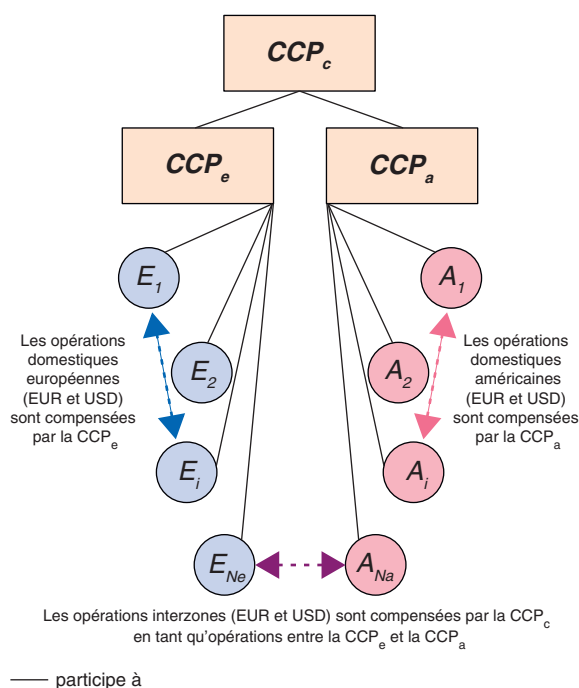 CCPc
CCPe
CCPa
E1
A1
Les opérations
domestiques
européennes
(EUR et USD)
sont compensées
par la CCPe
E2
A2
Les opérations
domestiques
américaines
(EUR et USD)
sont compensées
par la CCPa
Ei
Ai
ENe
ANa
Les opérations interzones (EUR et USD) sont compensées par la CCPc
en tant qu'opérations entre la CCPe et la CCPa
participe à